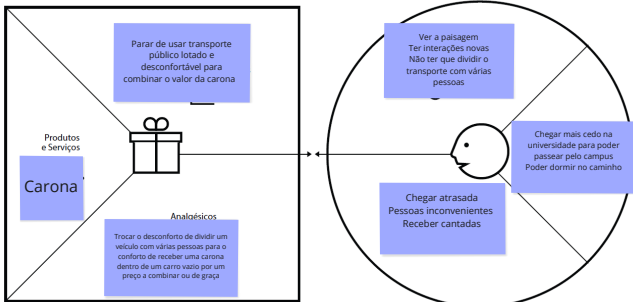 Parar de usar transporte
público lotado e
desconfortável para
combinar o valor da carona
Produtos
e Serviços
Carona
Analgésicos
Trocar o desconforto de dividir um
veículo com várias pessoas para o
conforto de receber uma carona
dentro de um carro vazio por um
preço a combinar ou de graça
Ver a paisagem
Ter interações novas
Não ter que dividir o
transporte com várias
pessoas
Chegar mais cedo na
universidade para poder
passear pelo campus
Poder dormir no caminho
Chegar atrasada
Pessoas inconvenientes
Receber cantadas